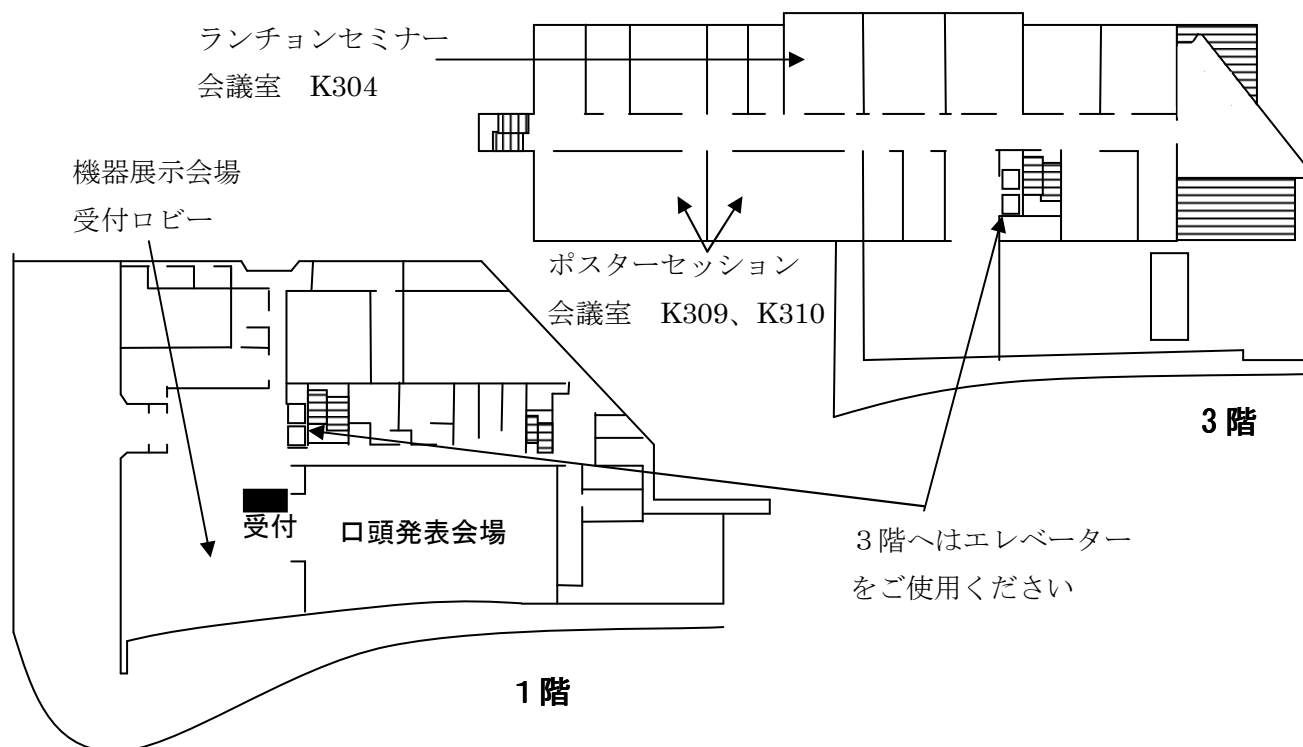 ランチョンセミナー
会議室　K304
機器展示会場
受付ロビー
ポスターセッション
会議室　K309、K310
3 階
受付
口頭発表会場
３階へはエレベーター
をご使用ください
1 階